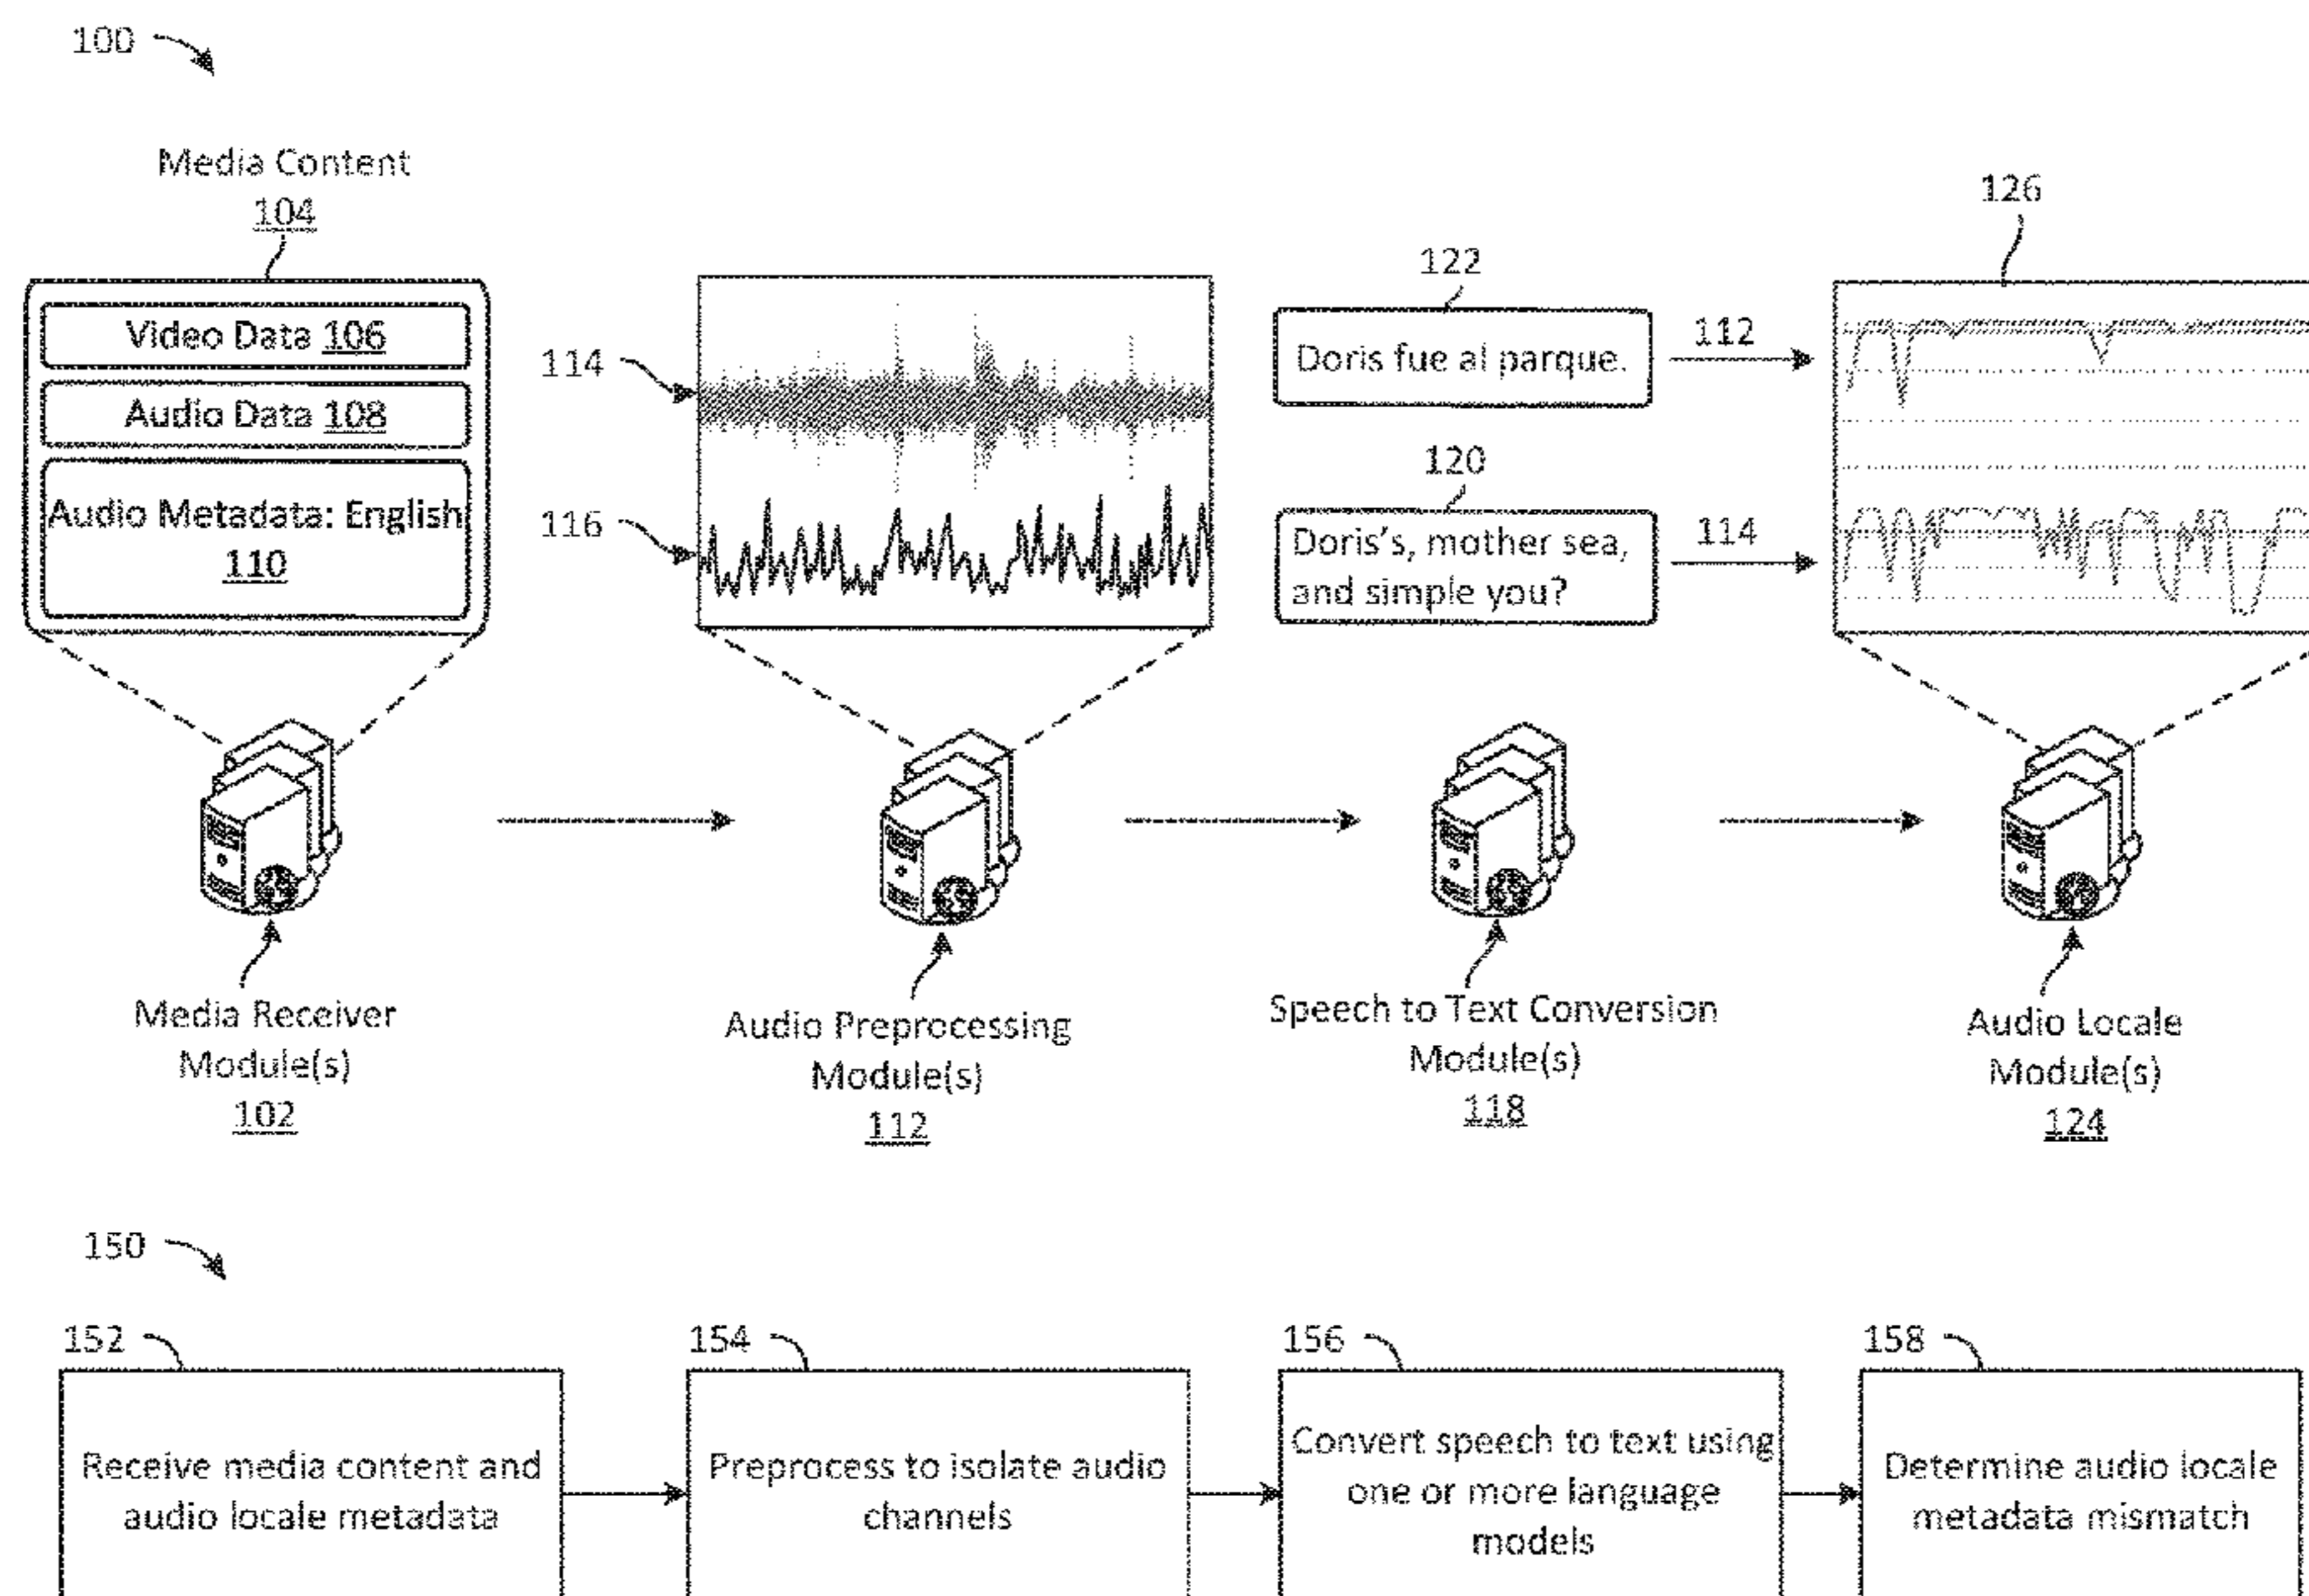 100
Media Content
104
Video Data 106
Audio Data 108
Audio Metadata: English
110
114
116
122
Doris fue al parque.
112
120
Doris's, mother sea,
and simple you?
114
126
Media Receiver
Module(s)
102
Audio Preprocessing
Module(s)
112
Speech to Text Conversion
Module(s)
118
Audio Locale
Module(s)
124
150
152
Receive media content and
audio locale metadata
154
Preprocess to isolate audio
channels
156
Convert speech to text using
one or more language
models
158
Determine audio locale
metadata mismatch